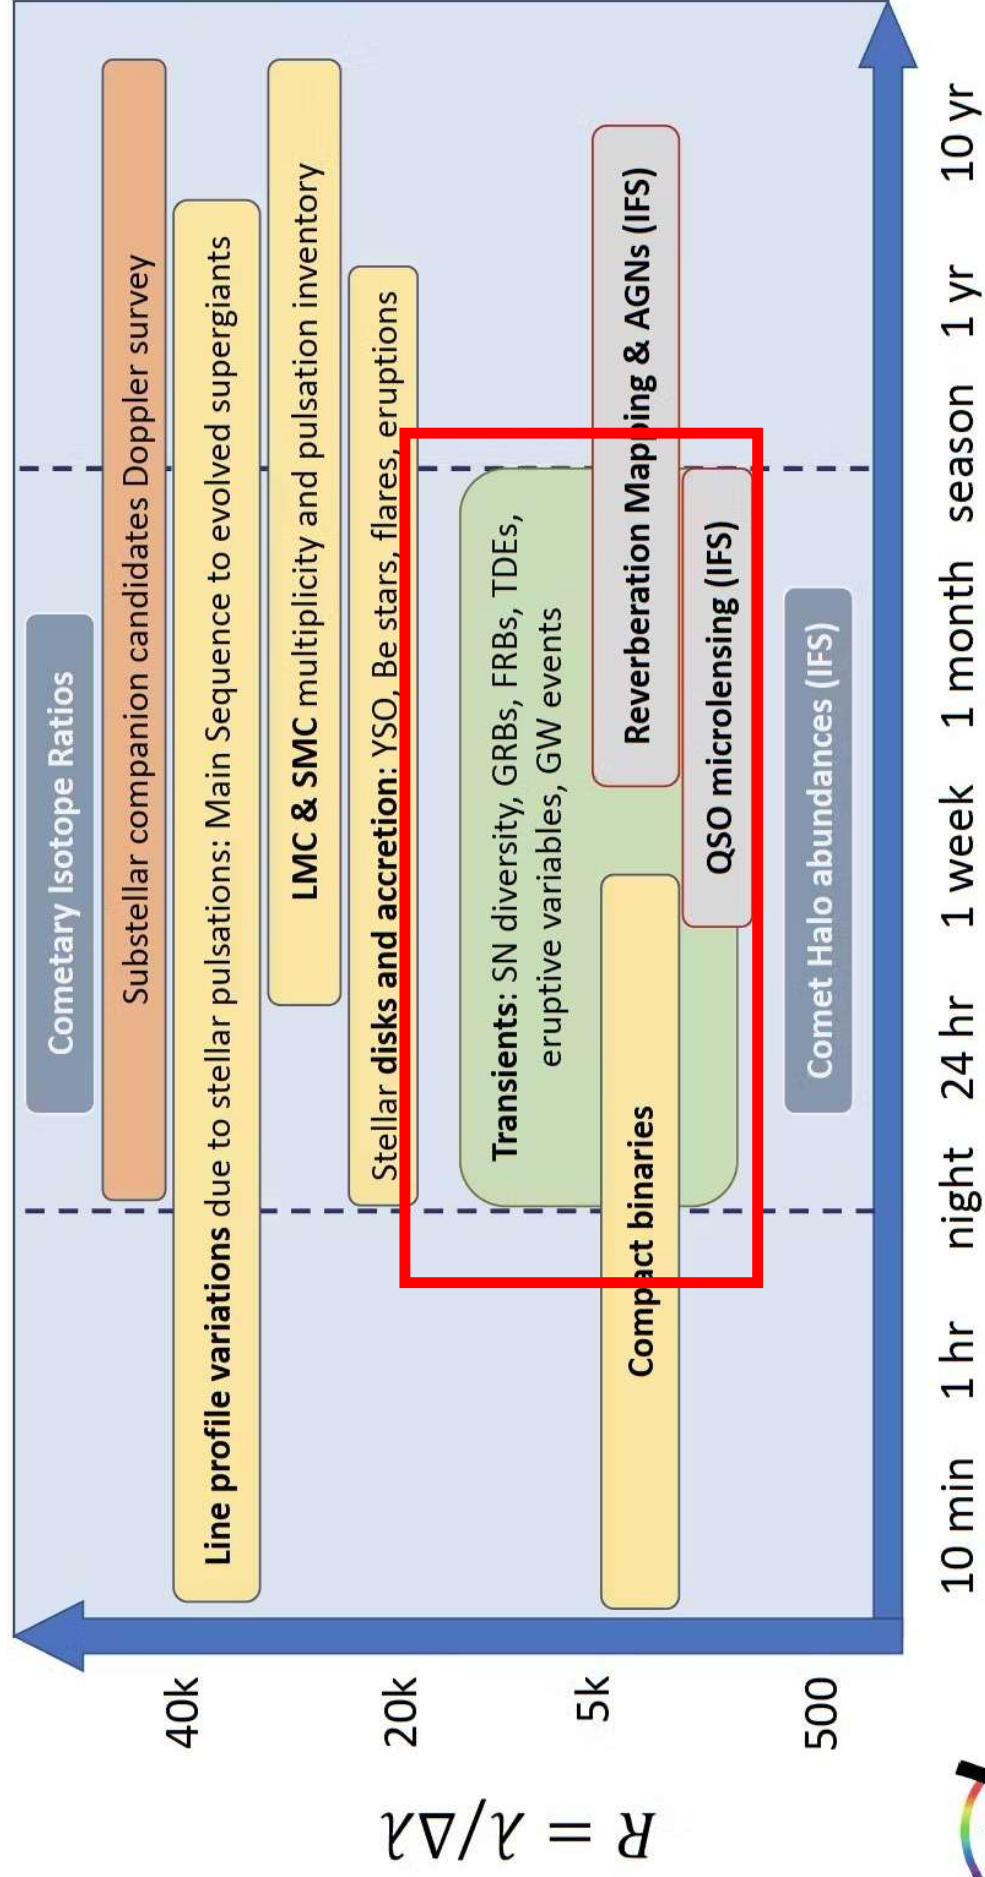 Cometary Isotope Ratios
Substellar companion candidates Doppler survey
Line profile variations due to stellar pulsations: Main Sequence to evolved supergiants
LMC & SMC multiplicity and pulsation inventory
Stellar disks and accretion: YSO, Be stars, flares, eruptions
Transients: SN diversity, GRBs, FRBs, TDEs,
eruptive variables, GW events
Reverberation Mapping & AGNs (IFS)
Compact binaries
QSO microlensing (IFS)
Comet Halo abundances (IFS)
R = λ/Δλ
40k
20k
5k
500
10 min 1 hr night 24 hr 1 week 1 month season 1 yr 10 yr